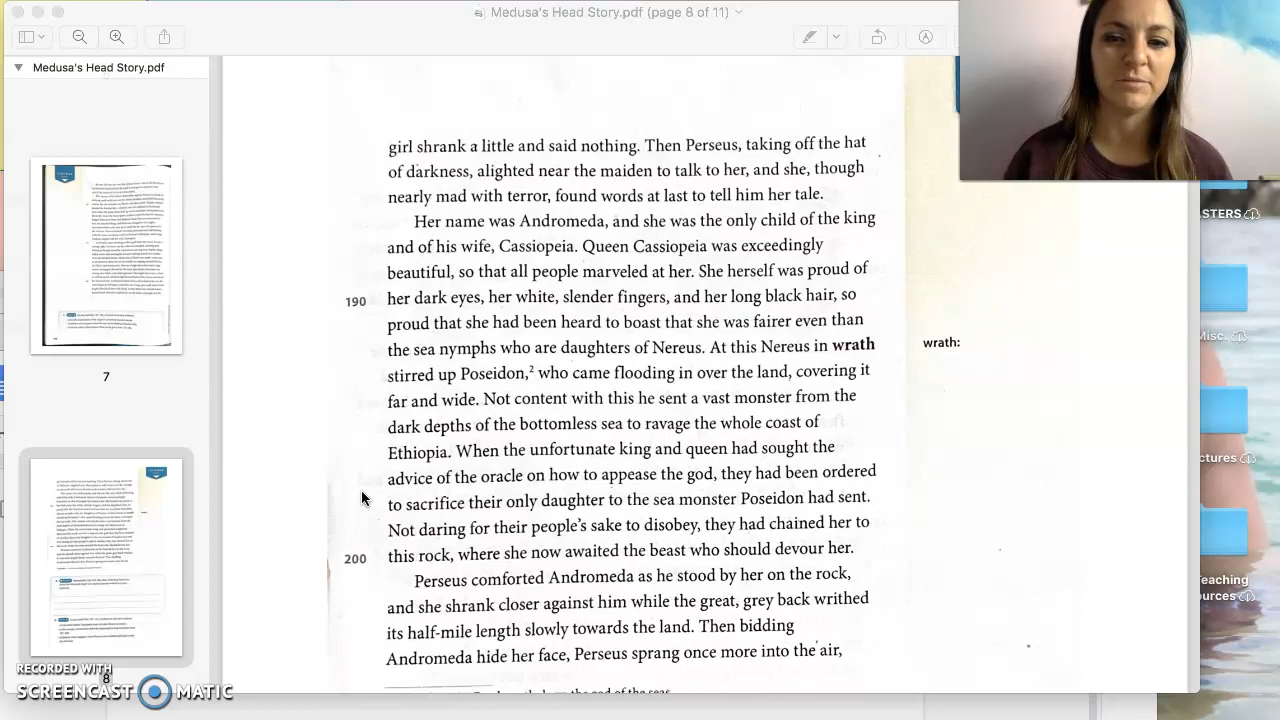 Medusa's Head Story.pdf (page 8 of 11)
Medusa's Head Story.pdf
girl shrank a little and said nothing. Then Perseus, taking off the hat
of darkness, alighted near the maiden to talk to her, and she, though
nearly mad with terror, found words at last to tell him her tale.
Her name was Andromeda, and she was the only child of the king
and of his wife, Cassiopeia. Queen Cassiopeia was exceedingly
beautiful, so that all people marveled at her. She herself was proud of
190 her dark eyes, her white, slender fingers, and her long black hair, so
proud that she had been heard to boast that she was fairer even than
the sea nymphs, who are daughters of Nereus. At this Nereus in wrath
stirred up Poseidon,² who came flooding in over the land, covering it
far and wide. Not content with this he sent a vast monster from the
dark depths of the bottomless sea to ravage the whole coast of
Ethiopia. When the unfortunate king and queen had sought the
advice of the oracle on how to appease the god, they had been ordered
to sacrifice their only daughter to the sea monster Poseidon had sent.
Not daring for their people's sake to disobey, they had chained her to
200 this rock, where she now awaited the beast who should devour her.
Perseus comforted Andromeda as he stood by her on the rock,
and she shrank closer against him while the great, grey back writhed
its half-mile length slowly towards the land. Then bidding
Andromeda hide her face, Perseus sprang once more into the air,
wrath:
7
8
STERS
Misc.
ctures
Teaching
ources
RECORDED WITH
SCREENCAST MATIC